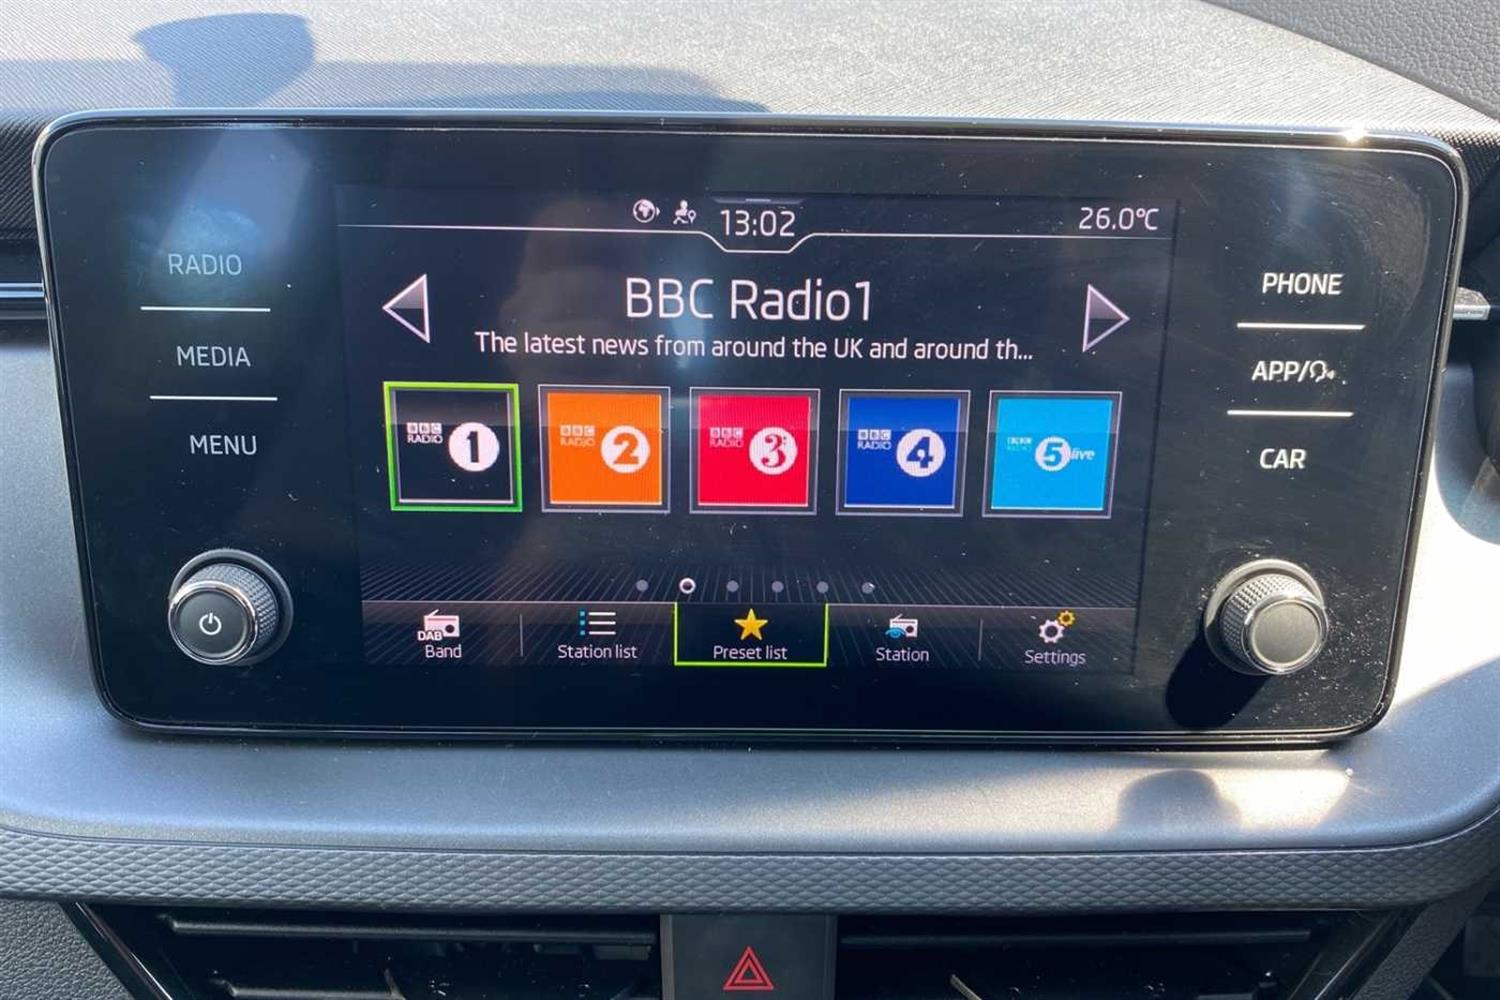 13:02
26.0°C
RADIO
MEDIA
MENU
BBC Radio1
The latest news from around the UK and around th...
BBC RADIO 1
BBC RADIO 2
BBC RADIO 3
BBC RADIO 4
5 live
DAB
Band
Station list
Preset list
Station
Settings
PHONE
APP/
CAR